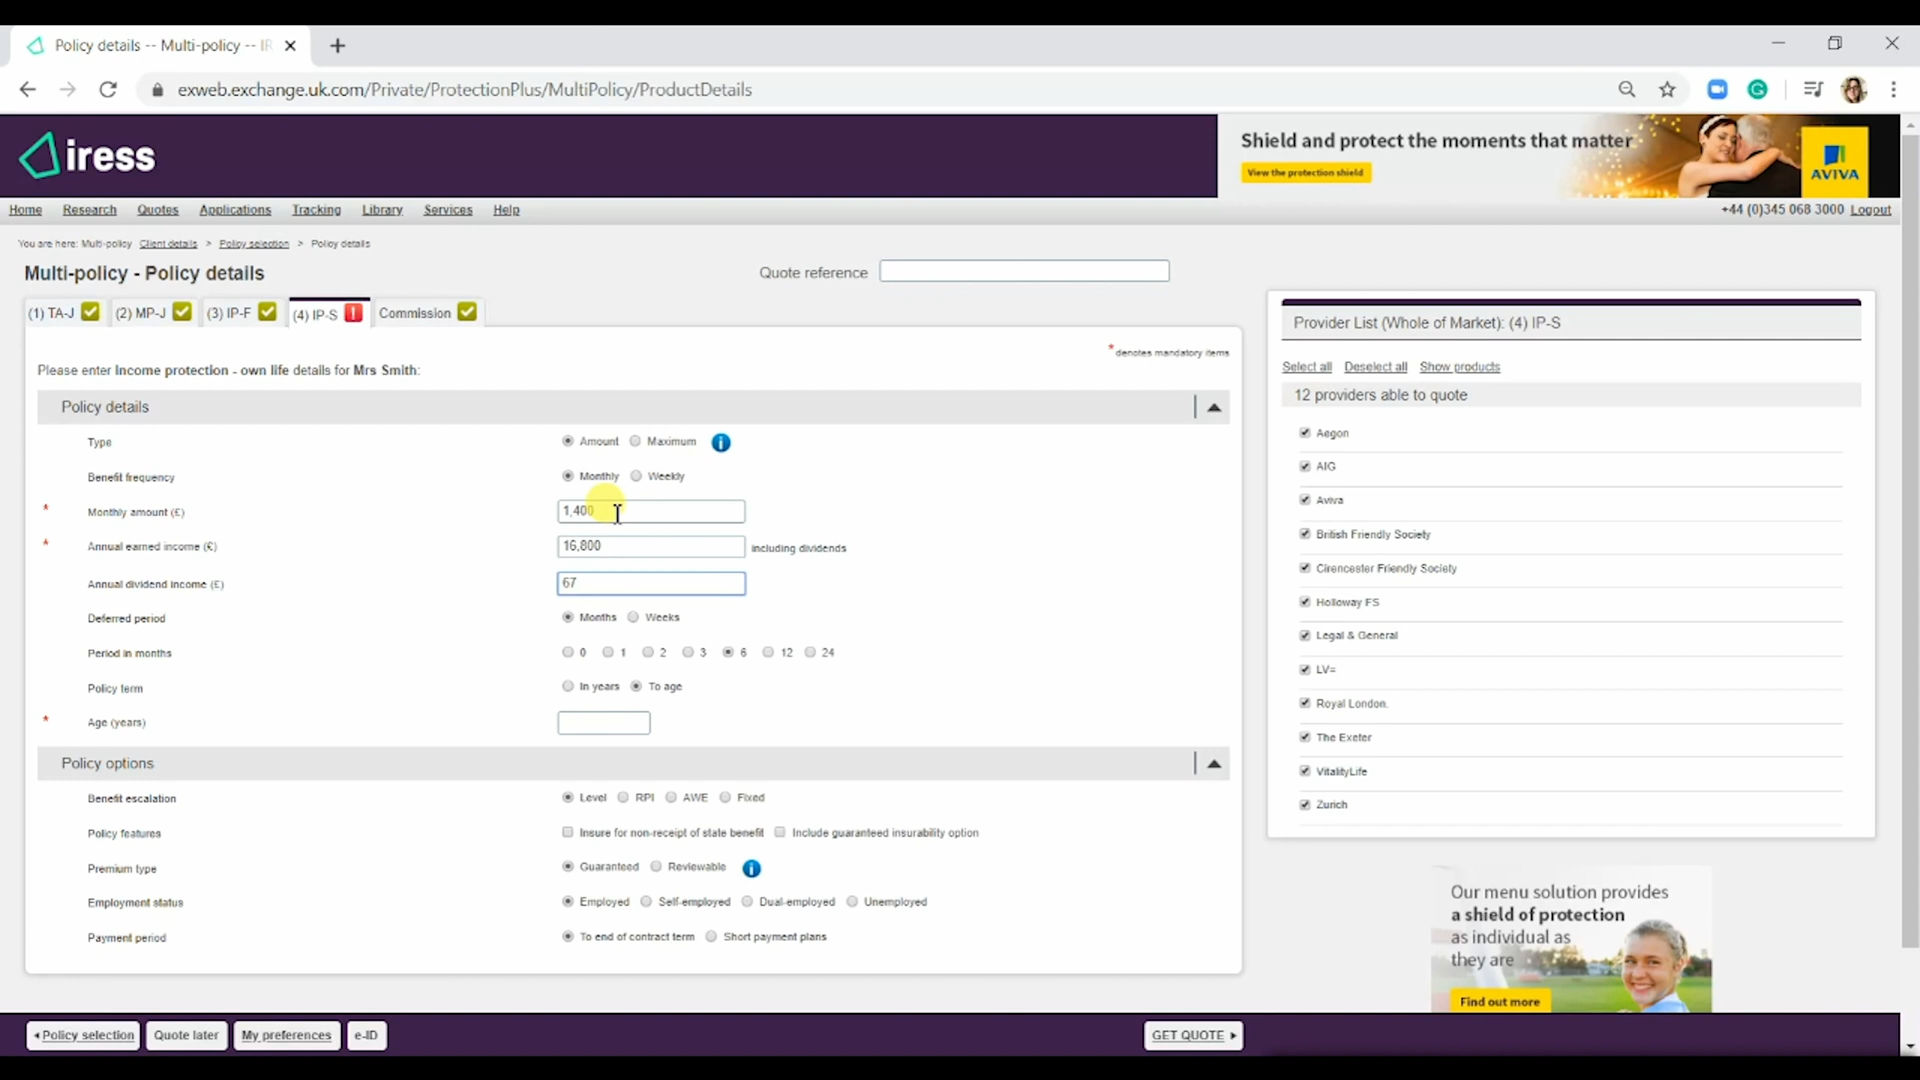 Policy details -- Multi-policy -- IR
exweb.exchange.uk.com/Private/ProtectionPlus/MultiPolicy/ProductDetails
iress
Shield and protect the moments that matter
View the protection shield
AVIVA
Home Research Quotes Applications Tracking Library Services Help
+44 (0)345 068 3000 Logout
You are here: Multi-policy Client details > Policy selection > Policy details
Multi-policy - Policy details
Quote reference
(1) TA-J (2) MP-J (3) IP-F (4) IP-S ! Commission
* denotes mandatory items
Please enter Income protection - own life details for Mrs Smith:
Policy details
Type Amount Maximum i
Benefit frequency Monthly Weekly
* Monthly amount (£) 1,400
* Annual earned income (£) 16,800 including dividends
Annual dividend income (£) 67
Deferred period Months Weeks
Period in months 0 1 2 3 6 12 24
Policy term In years To age
* Age (years)
Policy options
Benefit escalation Level RPI AWE Fixed
Policy features Insure for non-receipt of state benefit Include guaranteed insurability option
Premium type Guaranteed Reviewable i
Employment status Employed Self-employed Dual-employed Unemployed
Payment period To end of contract term Short payment plans
Provider List (Whole of Market): (4) IP-S
Select all Deselect all Show products
12 providers able to quote
Aegon
AIG
Aviva
British Friendly Society
Cirencester Friendly Society
Holloway FS
Legal & General
LV=
Royal London.
The Exeter
VitalityLife
Zurich
Our menu solution provides
a shield of protection
as individual as
they are
Find out more
Policy selection Quote later My preferences e-ID GET QUOTE